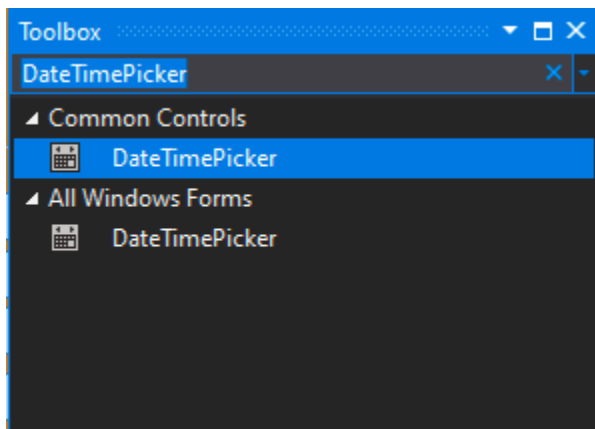 Toolbox
DateTimePicker
Common Controls
DateTimePicker
All Windows Forms
DateTimePicker